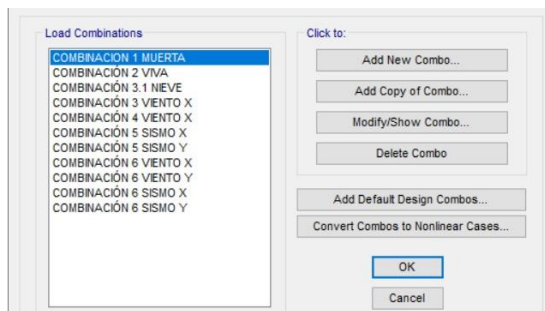 Load Combinations
COMBINACION 1 MUERTA
COMBINACIÓN 2 VIVA
COMBINACIÓN 3.1 NIEVE
COMBINACIÓN 3 VIENTO X
COMBINACIÓN 4 VIENTO X
COMBINACIÓN 5 SISMO X
COMBINACIÓN 5 SISMO Y
COMBINACIÓN 6 VIENTO X
COMBINACIÓN 6 VIENTO Y
COMBINACIÓN 6 SISMO X
COMBINACIÓN 6 SISMO Y
Click to:
Add New Combo...
Add Copy of Combo...
Modify/Show Combo...
Delete Combo
Add Default Design Combos...
Convert Combos to Nonlinear Cases...
OK
Cancel